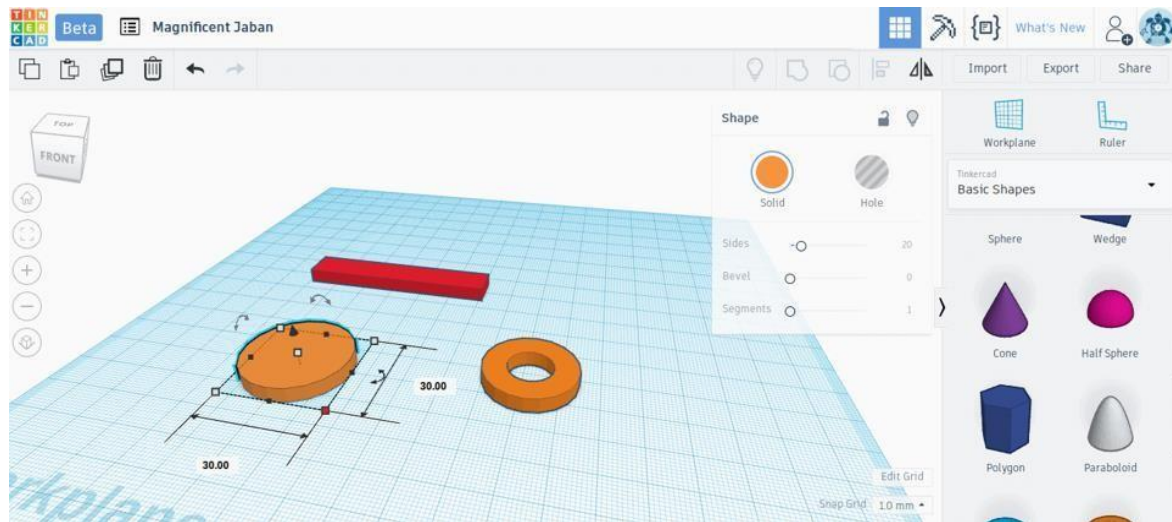 TIN
KER
CAD
Beta
Magnificent Jaban
What's New
Import
Export
Share
TOP
FRONT
Shape
Solid
Hole
Sides
20
Bevel
0
Segments
1
Workplane
Ruler
Tinkercad
Basic Shapes
Sphere
Wedge
Cone
Half Sphere
Polygon
Paraboloid
30.00
30.00
Edit Grid
Snap Grid 1.0 mm
orkplane